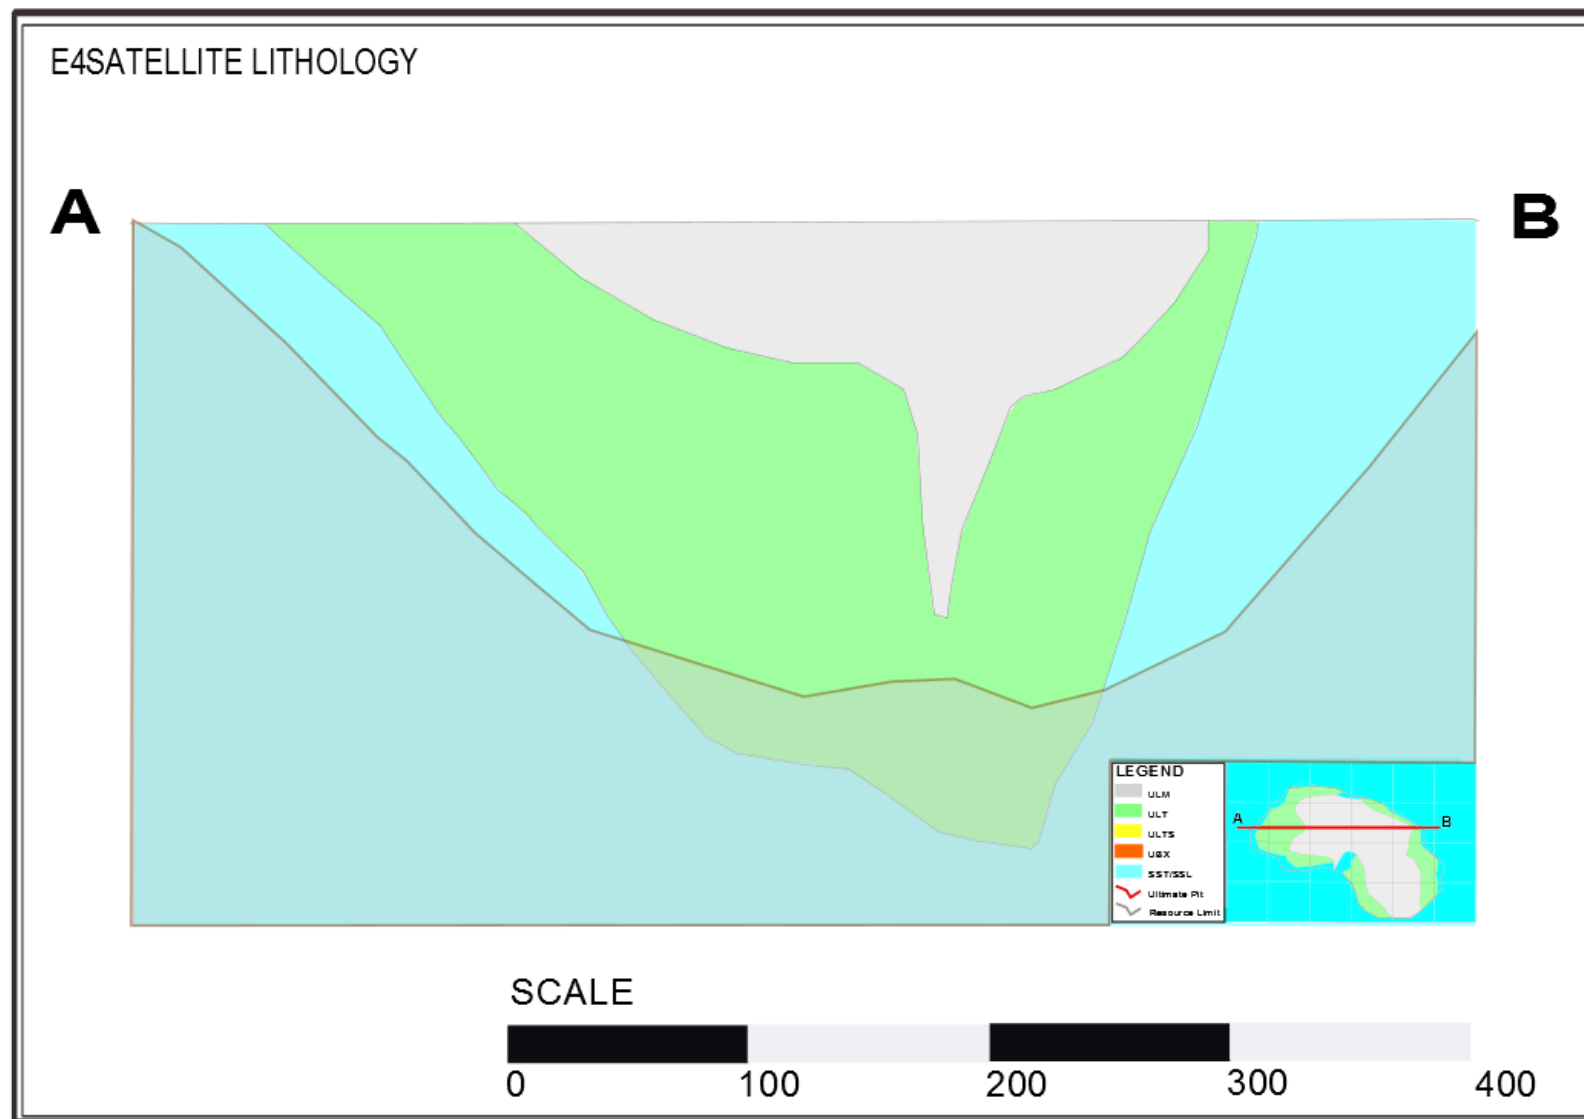 E4SATELLITE LITHOLOGY
A
B
LEGEND
ULM
ULT
ULTS
UBX
SST/SSL
Ultimate Pit
Resource Limit
A
B
SCALE
0 100 200 300 400